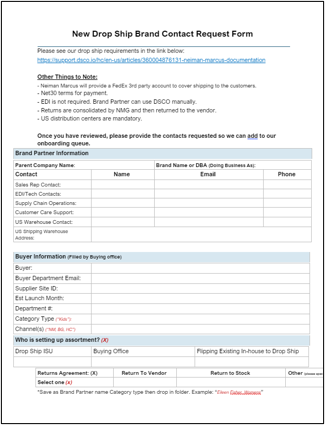 New Drop Ship Brand Contact Request Form
Please see our drop ship requirements in the link below:
https://support.dsco.io/hc/en-us/articles/360004876131-neiman-marcus-documentation
Other Things to Note:
- Neiman Marcus will provide a FedEx 3rd party account to cover shipping to the customers.
- Net30 terms for payment.
- EDI is not required. Brand Partner can use DSCO manually.
- Returns are consolidated by NMG and then returned to the vendor.
- US distribution centers are mandatory.
Once you have reviewed, please provide the contacts requested so we can add to our
onboarding queue.
Brand Partner Information
Parent Company Name: Brand Name or DBA (Doing Business As):
Contact Name Email Phone
Sales Rep Contact:
EDI/Tech Contacts:
Supply Chain Operations:
Customer Care Support:
US Warehouse Contact:
US Shipping Warehouse
Address:
Buyer Information (Filled by Buying office)
Buyer:
Buyer Department Email:
Supplier Site ID:
Est Launch Month:
Department #:
Category Type
Channel(s)
Who is setting up assortment? (X)
Drop Ship ISU Buying Office Flipping Existing In-house to Drop Ship
Returns Agreement: (X) Return To Vendor Return to Stock Other
Select one (x)
*Save as Brand Partner name Category type then drop in folder. Example: